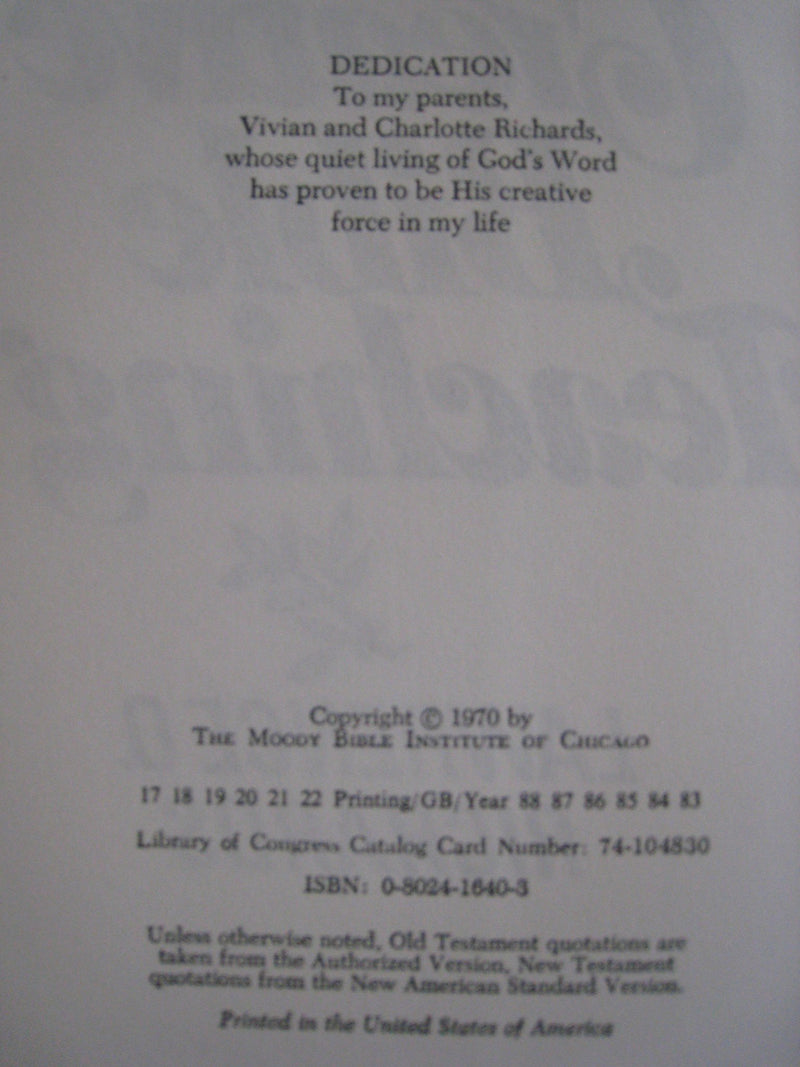 DEDICATION
To my parents,
Vivian and Charlotte Richards,
whose quiet living of God's Word
has proven to be His creative
force in my life
Teaching
Copyright © 1970 by
THE MOODY BIBLE INSTITUTE OF CHICAGO
17 18 19 20 21 22 Printing/GB/Year 88 87 86 85 84 83
Library of Congress Catalog Card Number: 74-104830
ISBN: 0-8024-1640-3
Unless otherwise noted, Old Testament quotations are
taken from the Authorized Version, New Testament
quotations from the New American Standard Version.
Printed in the United States of America